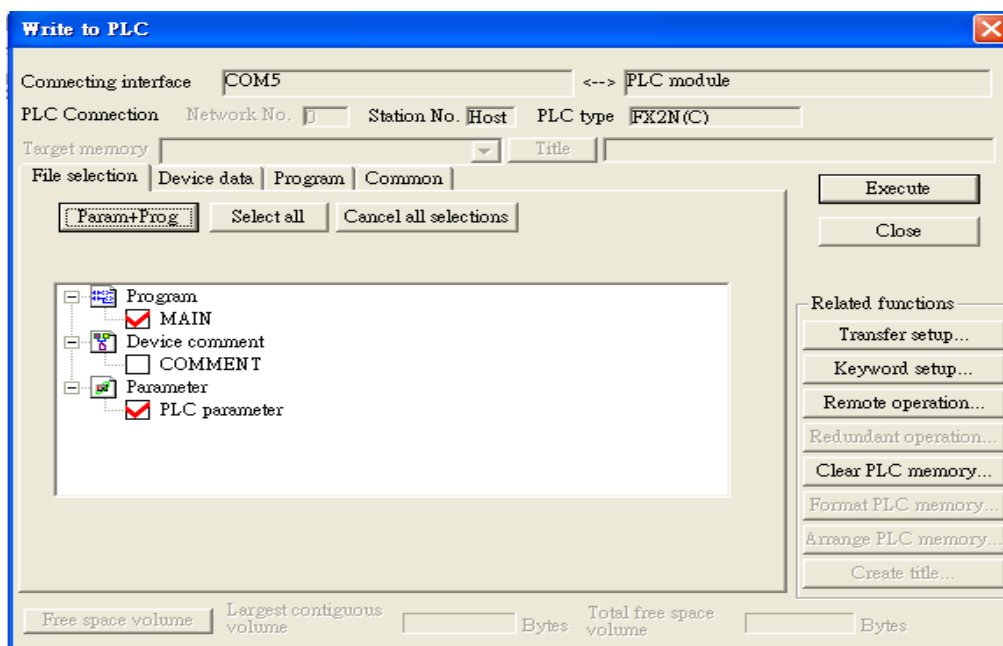 Write to PLC
Connecting interface COM5 <--> PLC module
PLC Connection Network No. 0 Station No. Host PLC type FX2N(C)
Target memory Title
File selection Device data Program Common
Execute
Param+Prog Select all Cancel all selections
Close
Program
MAIN
Device comment
COMMENT
Parameter
PLC parameter
Related functions
Transfer setup...
Keyword setup...
Remote operation...
Redundant operation...
Clear PLC memory...
Format PLC memory...
Arrange PLC memory...
Create title...
Free space volume Largest contiguous volume Bytes Total free space volume Bytes